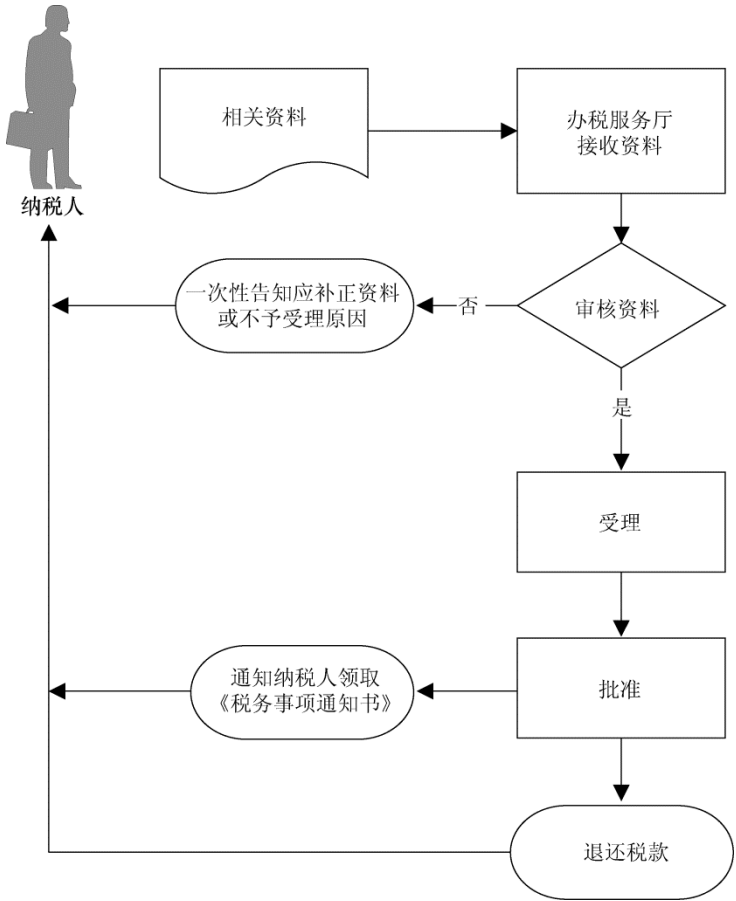 相关资料
办税服务厅
接收资料
纳税人
一次性告知应补正资料
或不予受理原因
否
审核资料
是
受理
通知纳税人领取
《税务事项通知书》
批准
退还税款